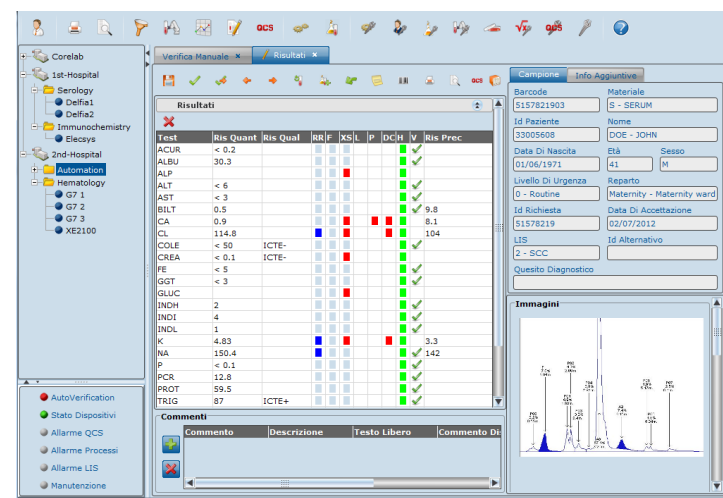 QCS
QCS
Corelab
1st-Hospital
Serology
Delfia1
Delfia2
Immunochemistry
Elecsys
2nd-Hospital
Automation
Hematology
G7 1
G7 2
G7 3
XE2100
AutoVerification
Stato Dispositivi
Allarme QCS
Allarme Processi
Allarme LIS
Manutenzione
Verifica Manuale
Risultati
QCS
Risultati
Test Ris Quant Ris Qual RR F XS L P DC H V Ris Prec
ACUR < 0.2
ALBU 30.3
ALP
ALT < 6
AST < 3
BILT 0.5 9.8
CA 0.9 8.1
CL 114.8 104
COLE < 50 ICTE-
CREA < 0.1 ICTE-
FE < 5
GGT < 3
GLUC
INDH 2
INDI 4
INDL 1
K 4.83 3.3
NA 150.4 142
P < 0.1
PCR 12.8
PROT 59.5
TRIG 87 ICTE+
Commenti
Commento Descrizione Testo Libero Commento Di
Campione Info Aggiuntive
Barcode Materiale
5157821903 S - SERUM
Id Paziente Nome
33005608 DOE - JOHN
Data Di Nascita Età Sesso
01/06/1971 41 M
Livello Di Urgenza Reparto
0 - Routine Maternity - Maternity ward
Id Richiesta Data Di Accettazione
51578219 02/07/2012
LIS Id Alternativo
2 - SCC
Quesito Diagnostico
Immagini